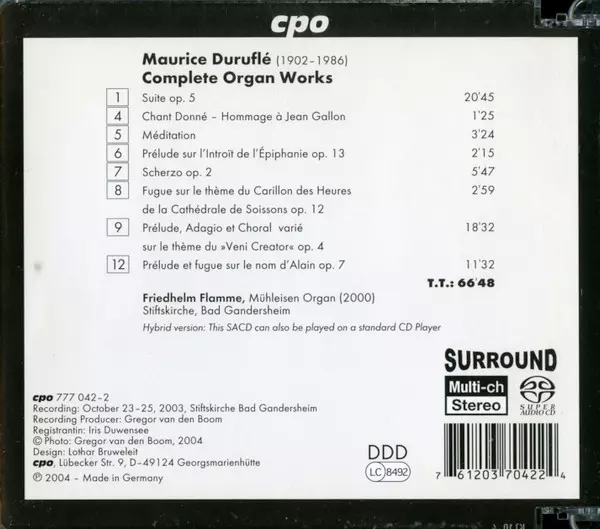 cpo
Maurice Duruflé (1902–1986)
Complete Organ Works
1 Suite op. 5 20'45
4 Chant Donné – Hommage à Jean Gallon 1'25
5 Méditation 3'24
6 Prélude sur l'Introït de l'Épiphanie op. 13 2'15
7 Scherzo op. 2 5'47
8 Fugue sur le thème du Carillon des Heures 2'59
de la Cathédrale de Soissons op. 12
9 Prélude, Adagio et Choral varié 18'32
sur le thème du »Veni Creator« op. 4
12 Prélude et fugue sur le nom d'Alain op. 7 11'32
T.T.: 66'48
Friedhelm Flamme, Mühleisen Organ (2000)
Stiftskirche, Bad Gandersheim
Hybrid version: This SACD can also be played on a standard CD Player
SURROUND
Multi-ch
Stereo
SUPER AUDIO CD
cpo 777 042-2
Recording: October 23-25, 2003, Stiftskirche Bad Gandersheim
Recording Producer: Gregor van den Boom
Registrantin: Iris Duwensee
© Photo: Gregor van den Boom, 2004
Design: Lothar Bruweleit
cpo, Lübecker Str. 9, D-49124 Georgsmarienhütte
℗ 2004 – Made in Germany
DDD
LC 8492
7 61203 70422 4